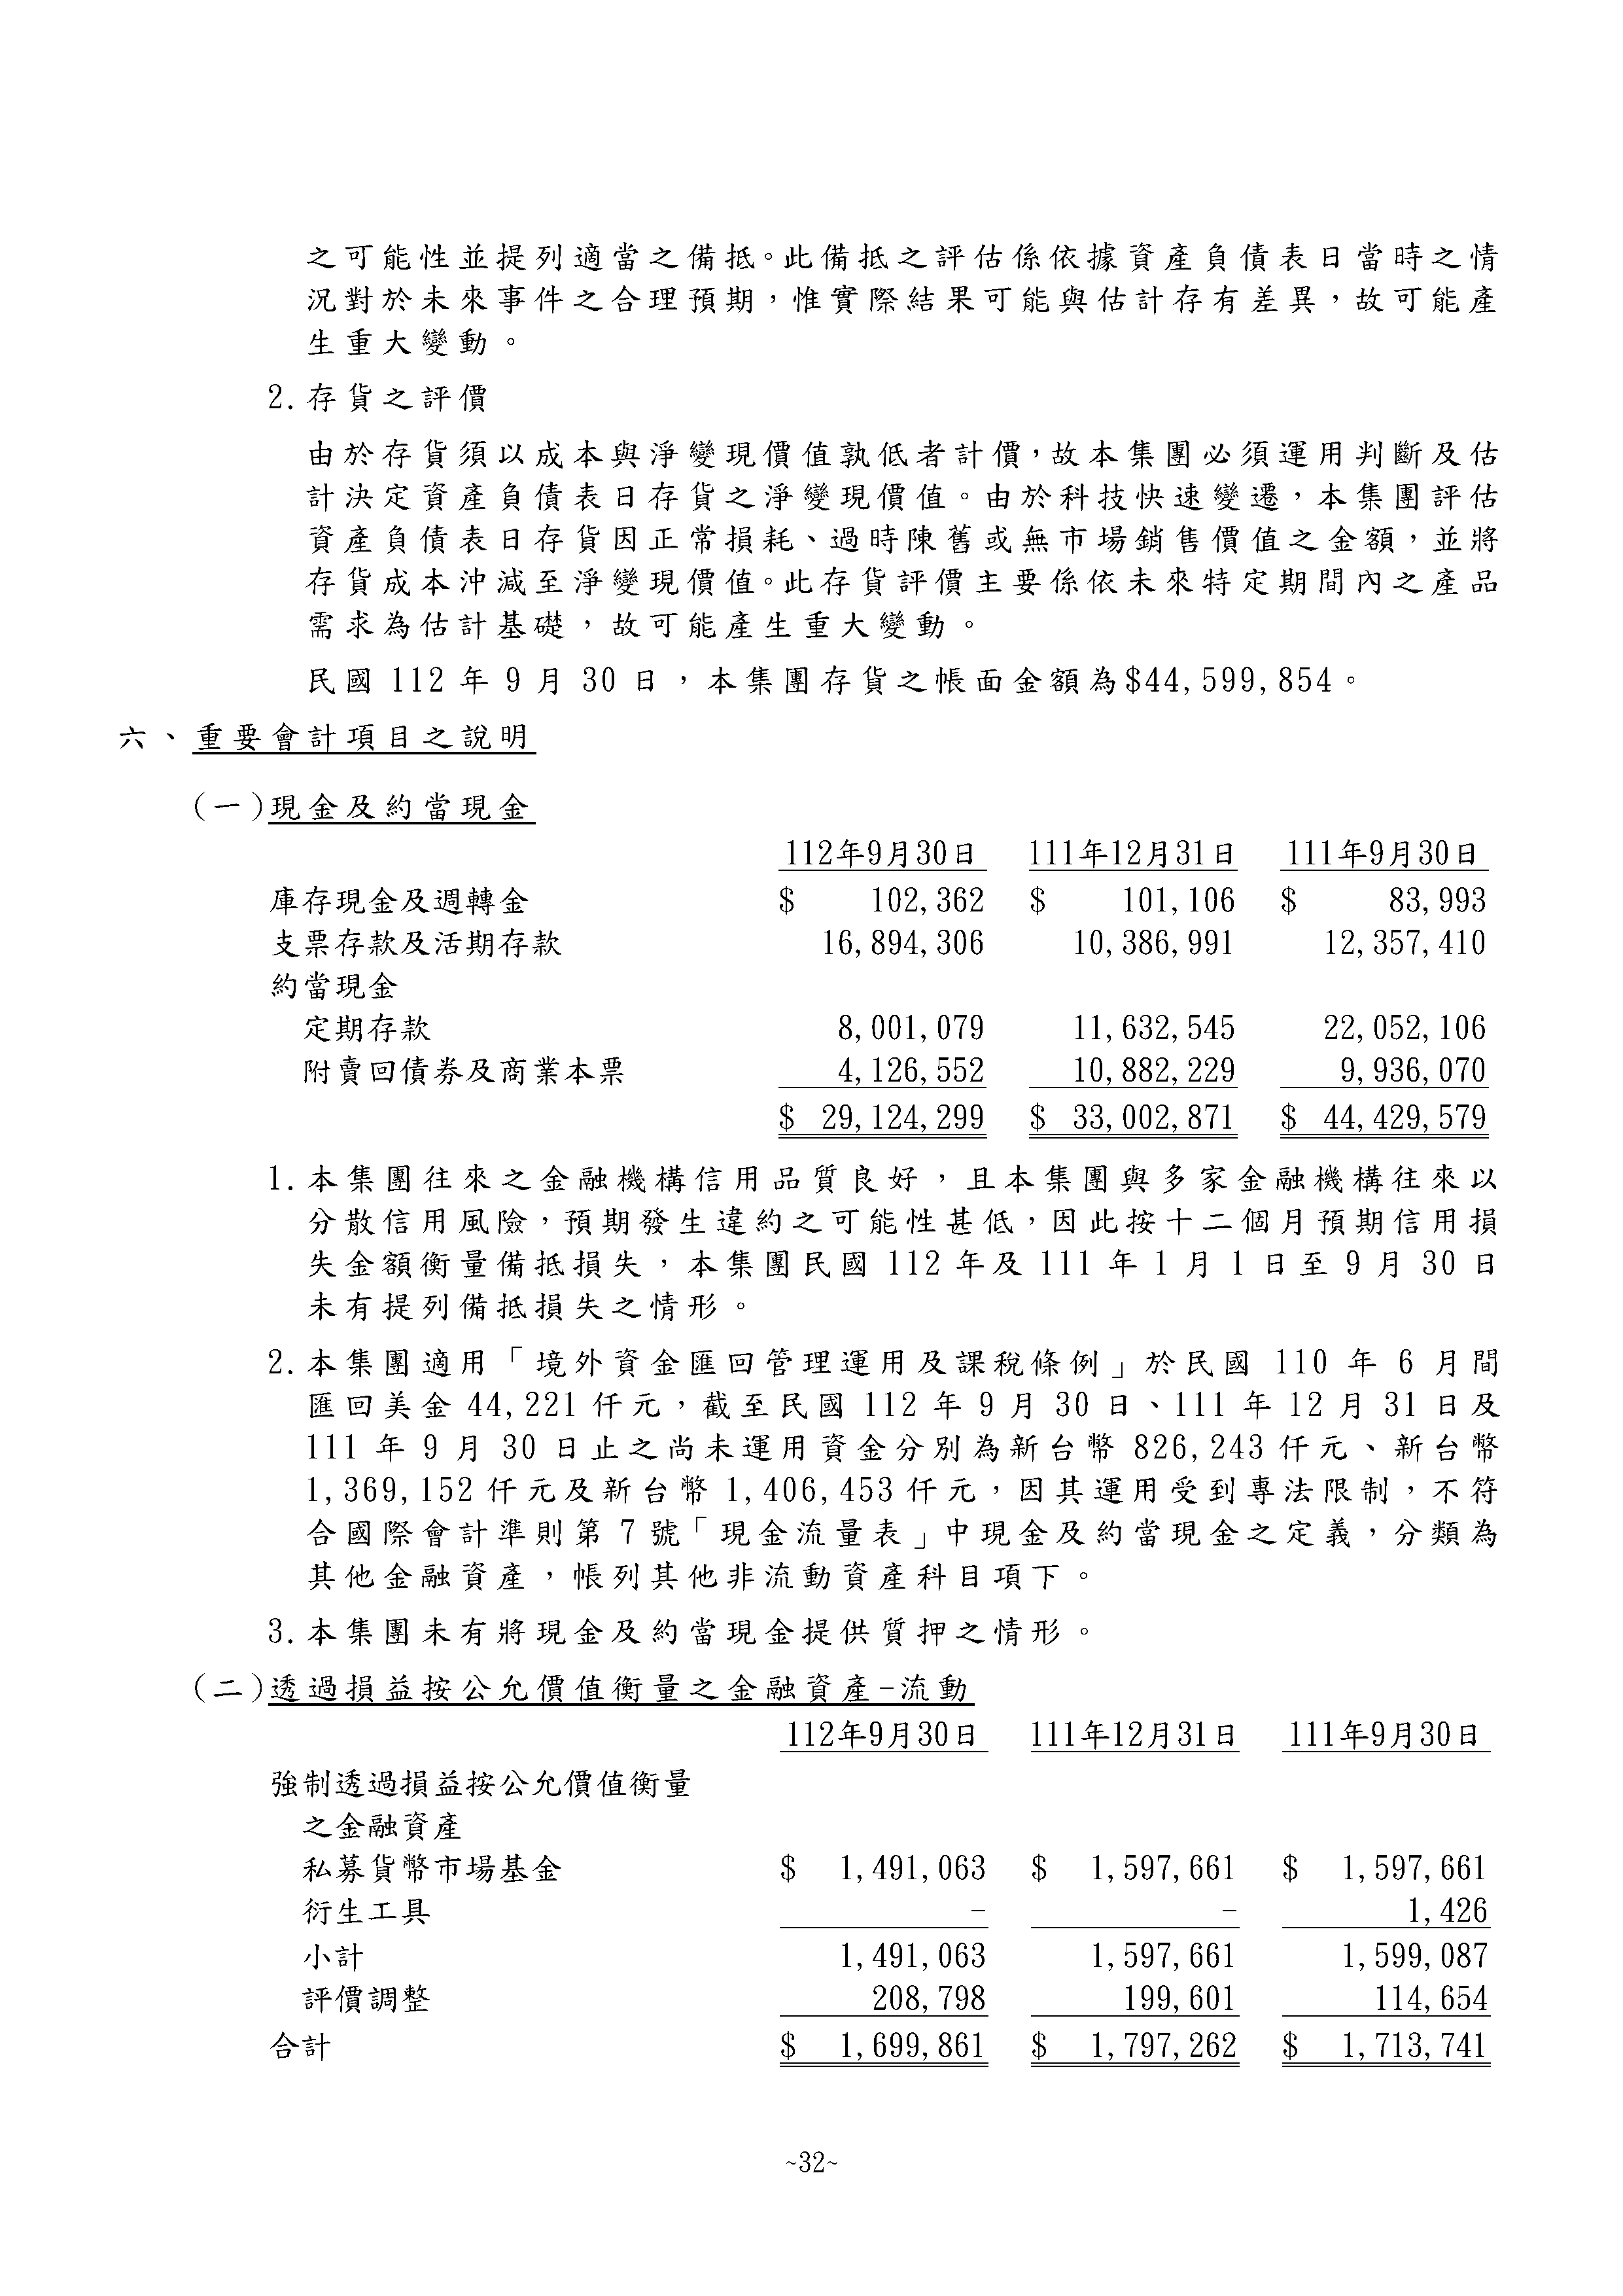 之可能性並提列適當之備抵。此備抵之評估係依據資產負債表日當時之情
況對於未來事件之合理預期，惟實際結果可能與估計存有差異，故可能產
生重大變動。
2.存貨之評價
由於存貨須以成本與淨變現價值孰低者計價，故本集團必須運用判斷及估
計決定資產負債表日存貨之淨變現價值。由於科技快速變遷，本集團評估
資產負債表日存貨因正常損耗、過時陳舊或無市場銷售價值之金額，並將
存貨成本沖減至淨變現價值。此存貨評價主要係依未來特定期間內之產品
需求為估計基礎，故可能產生重大變動。
民國 112 年 9 月 30 日，本集團存貨之帳面金額為$44,599,854。
六、重要會計項目之說明
(一)現金及約當現金
112年9月30日 111年12月31日 111年9月30日
庫存現金及週轉金 $ 102,362 $ 101,106 $ 83,993
支票存款及活期存款 16,894,306 10,386,991 12,357,410
約當現金
定期存款 8,001,079 11,632,545 22,052,106
附賣回債券及商業本票 4,126,552 10,882,229 9,936,070
$ 29,124,299 $ 33,002,871 $ 44,429,579
1.本集團往來之金融機構信用品質良好，且本集團與多家金融機構往來以
分散信用風險，預期發生違約之可能性甚低，因此按十二個月預期信用損
失金額衡量備抵損失，本集團民國 112 年及 111 年 1 月 1 日至 9 月 30 日
未有提列備抵損失之情形。
2.本集團適用「境外資金匯回管理運用及課稅條例」於民國 110 年 6 月間
匯回美金 44,221 仟元，截至民國 112 年 9 月 30 日、111 年 12 月 31 日及
111 年 9 月 30 日止之尚未運用資金分別為新台幣 826,243 仟元、新台幣
1,369,152 仟元及新台幣 1,406,453 仟元，因其運用受到專法限制，不符
合國際會計準則第 7 號「現金流量表」中現金及約當現金之定義，分類為
其他金融資產，帳列其他非流動資產科目項下。
3.本集團未有將現金及約當現金提供質押之情形。
(二)透過損益按公允價值衡量之金融資產-流動
112年9月30日 111年12月31日 111年9月30日
強制透過損益按公允價值衡量
之金融資產
私募貨幣市場基金 $ 1,491,063 $ 1,597,661 $ 1,597,661
衍生工具 - - 1,426
小計 1,491,063 1,597,661 1,599,087
評價調整 208,798 199,601 114,654
合計 $ 1,699,861 $ 1,797,262 $ 1,713,741
~32~